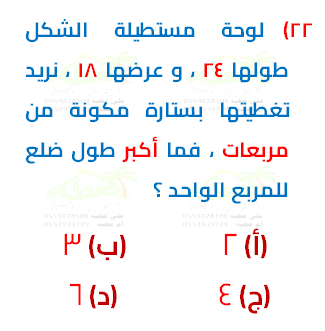 ٢٢) لوحة مستطيلة الشكل
طولها ٢٤ ، و عرضها ١٨ ، نريد
تغطيتها بستارة مكونة من
مربعات ، فما أكبر طول ضلع
للمربع الواحد ؟
(أ) ٢ (ب) ٣
(ج) ٤ (د) ٦